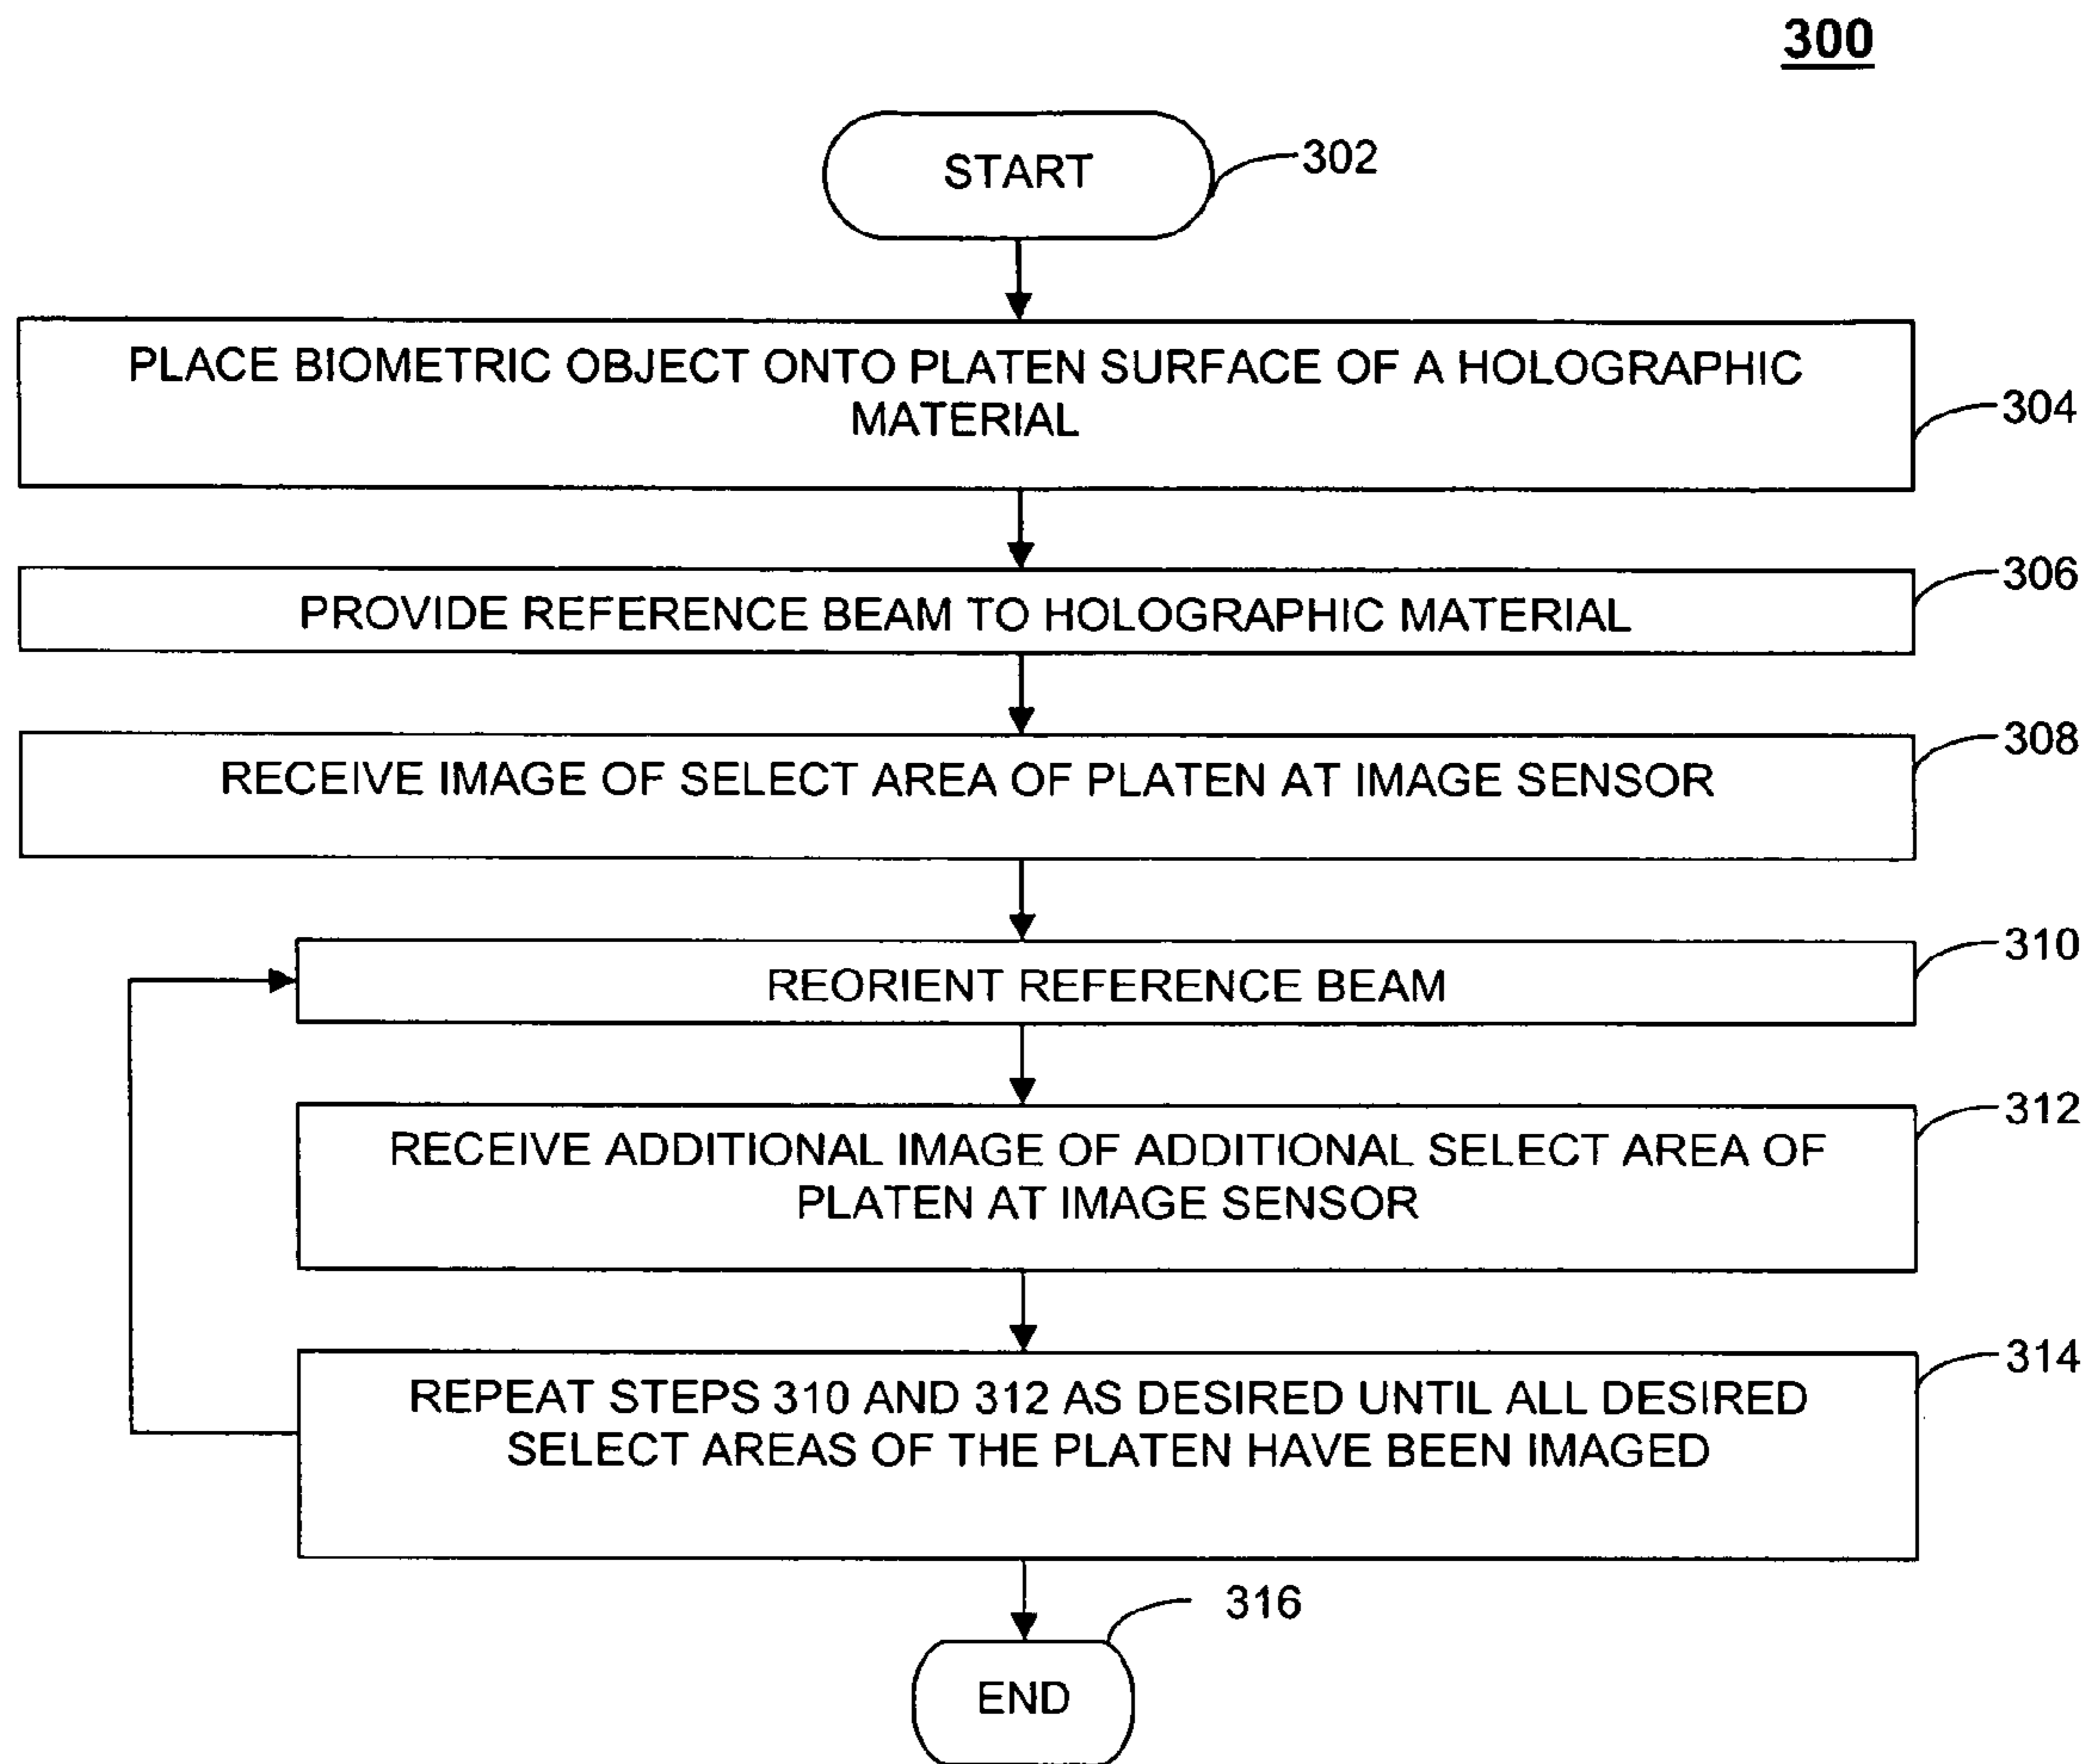 300
START
302
PLACE BIOMETRIC OBJECT ONTO PLATEN SURFACE OF A HOLOGRAPHIC
MATERIAL
304
306
PROVIDE REFERENCE BEAM TO HOLOGRAPHIC MATERIAL
308
RECEIVE IMAGE OF SELECT AREA OF PLATEN AT IMAGE SENSOR
310
REORIENT REFERENCE BEAM
312
RECEIVE ADDITIONAL IMAGE OF ADDITIONAL SELECT AREA OF
PLATEN AT IMAGE SENSOR
314
REPEAT STEPS 310 AND 312 AS DESIRED UNTIL ALL DESIRED
SELECT AREAS OF THE PLATEN HAVE BEEN IMAGED
316
END